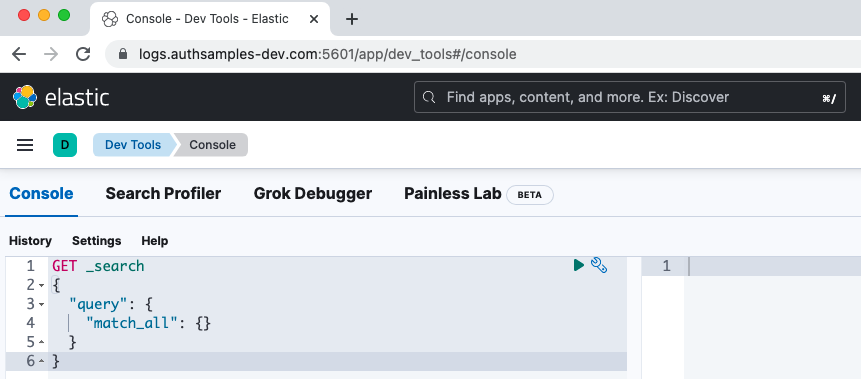 Console - Dev Tools - Elastic
logs.authsamples-dev.com:5601/app/dev_tools#/console
elastic
Find apps, content, and more. Ex: Discover
⌘/
D
Dev Tools
Console
Console
Search Profiler
Grok Debugger
Painless Lab
BETA
History
Settings
Help
1 GET _search
2 {
3 "query": {
4 "match_all": {}
5 }
6 }
1